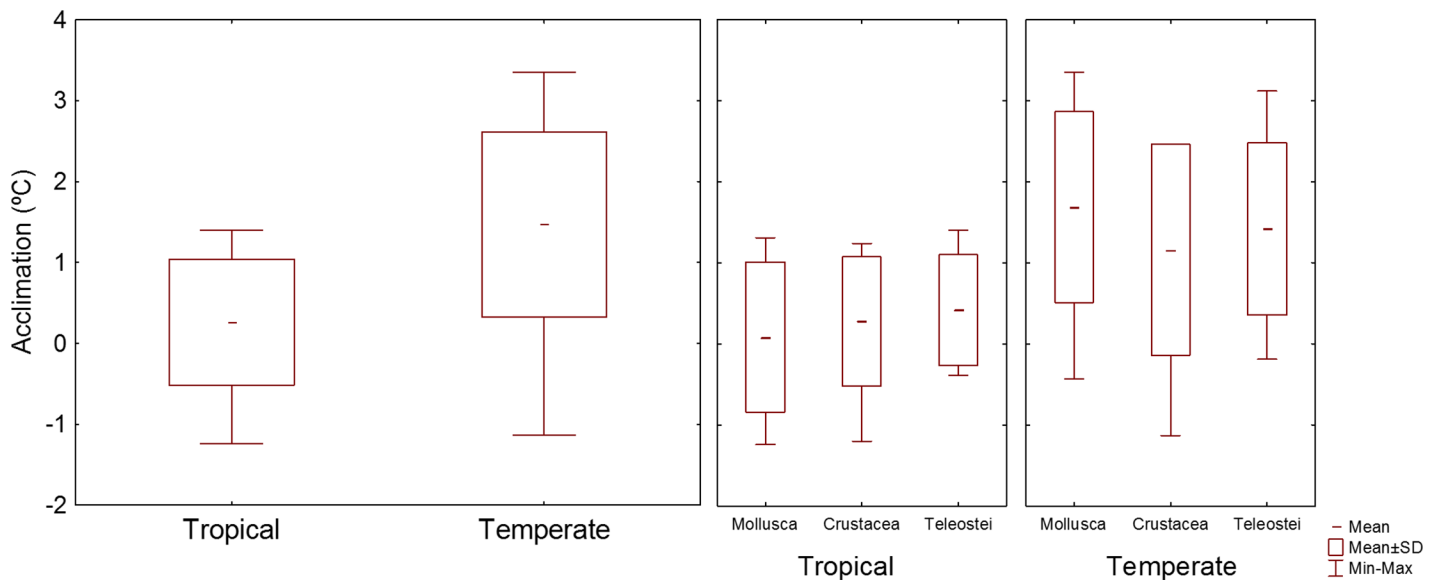 Acclimation (ºC)
4
3
2
1
0
-1
-2
Tropical Temperate
Mollusca Crustacea Teleostei
Tropical
Mollusca Crustacea Teleostei
Temperate
Mean
Mean±SD
Min-Max